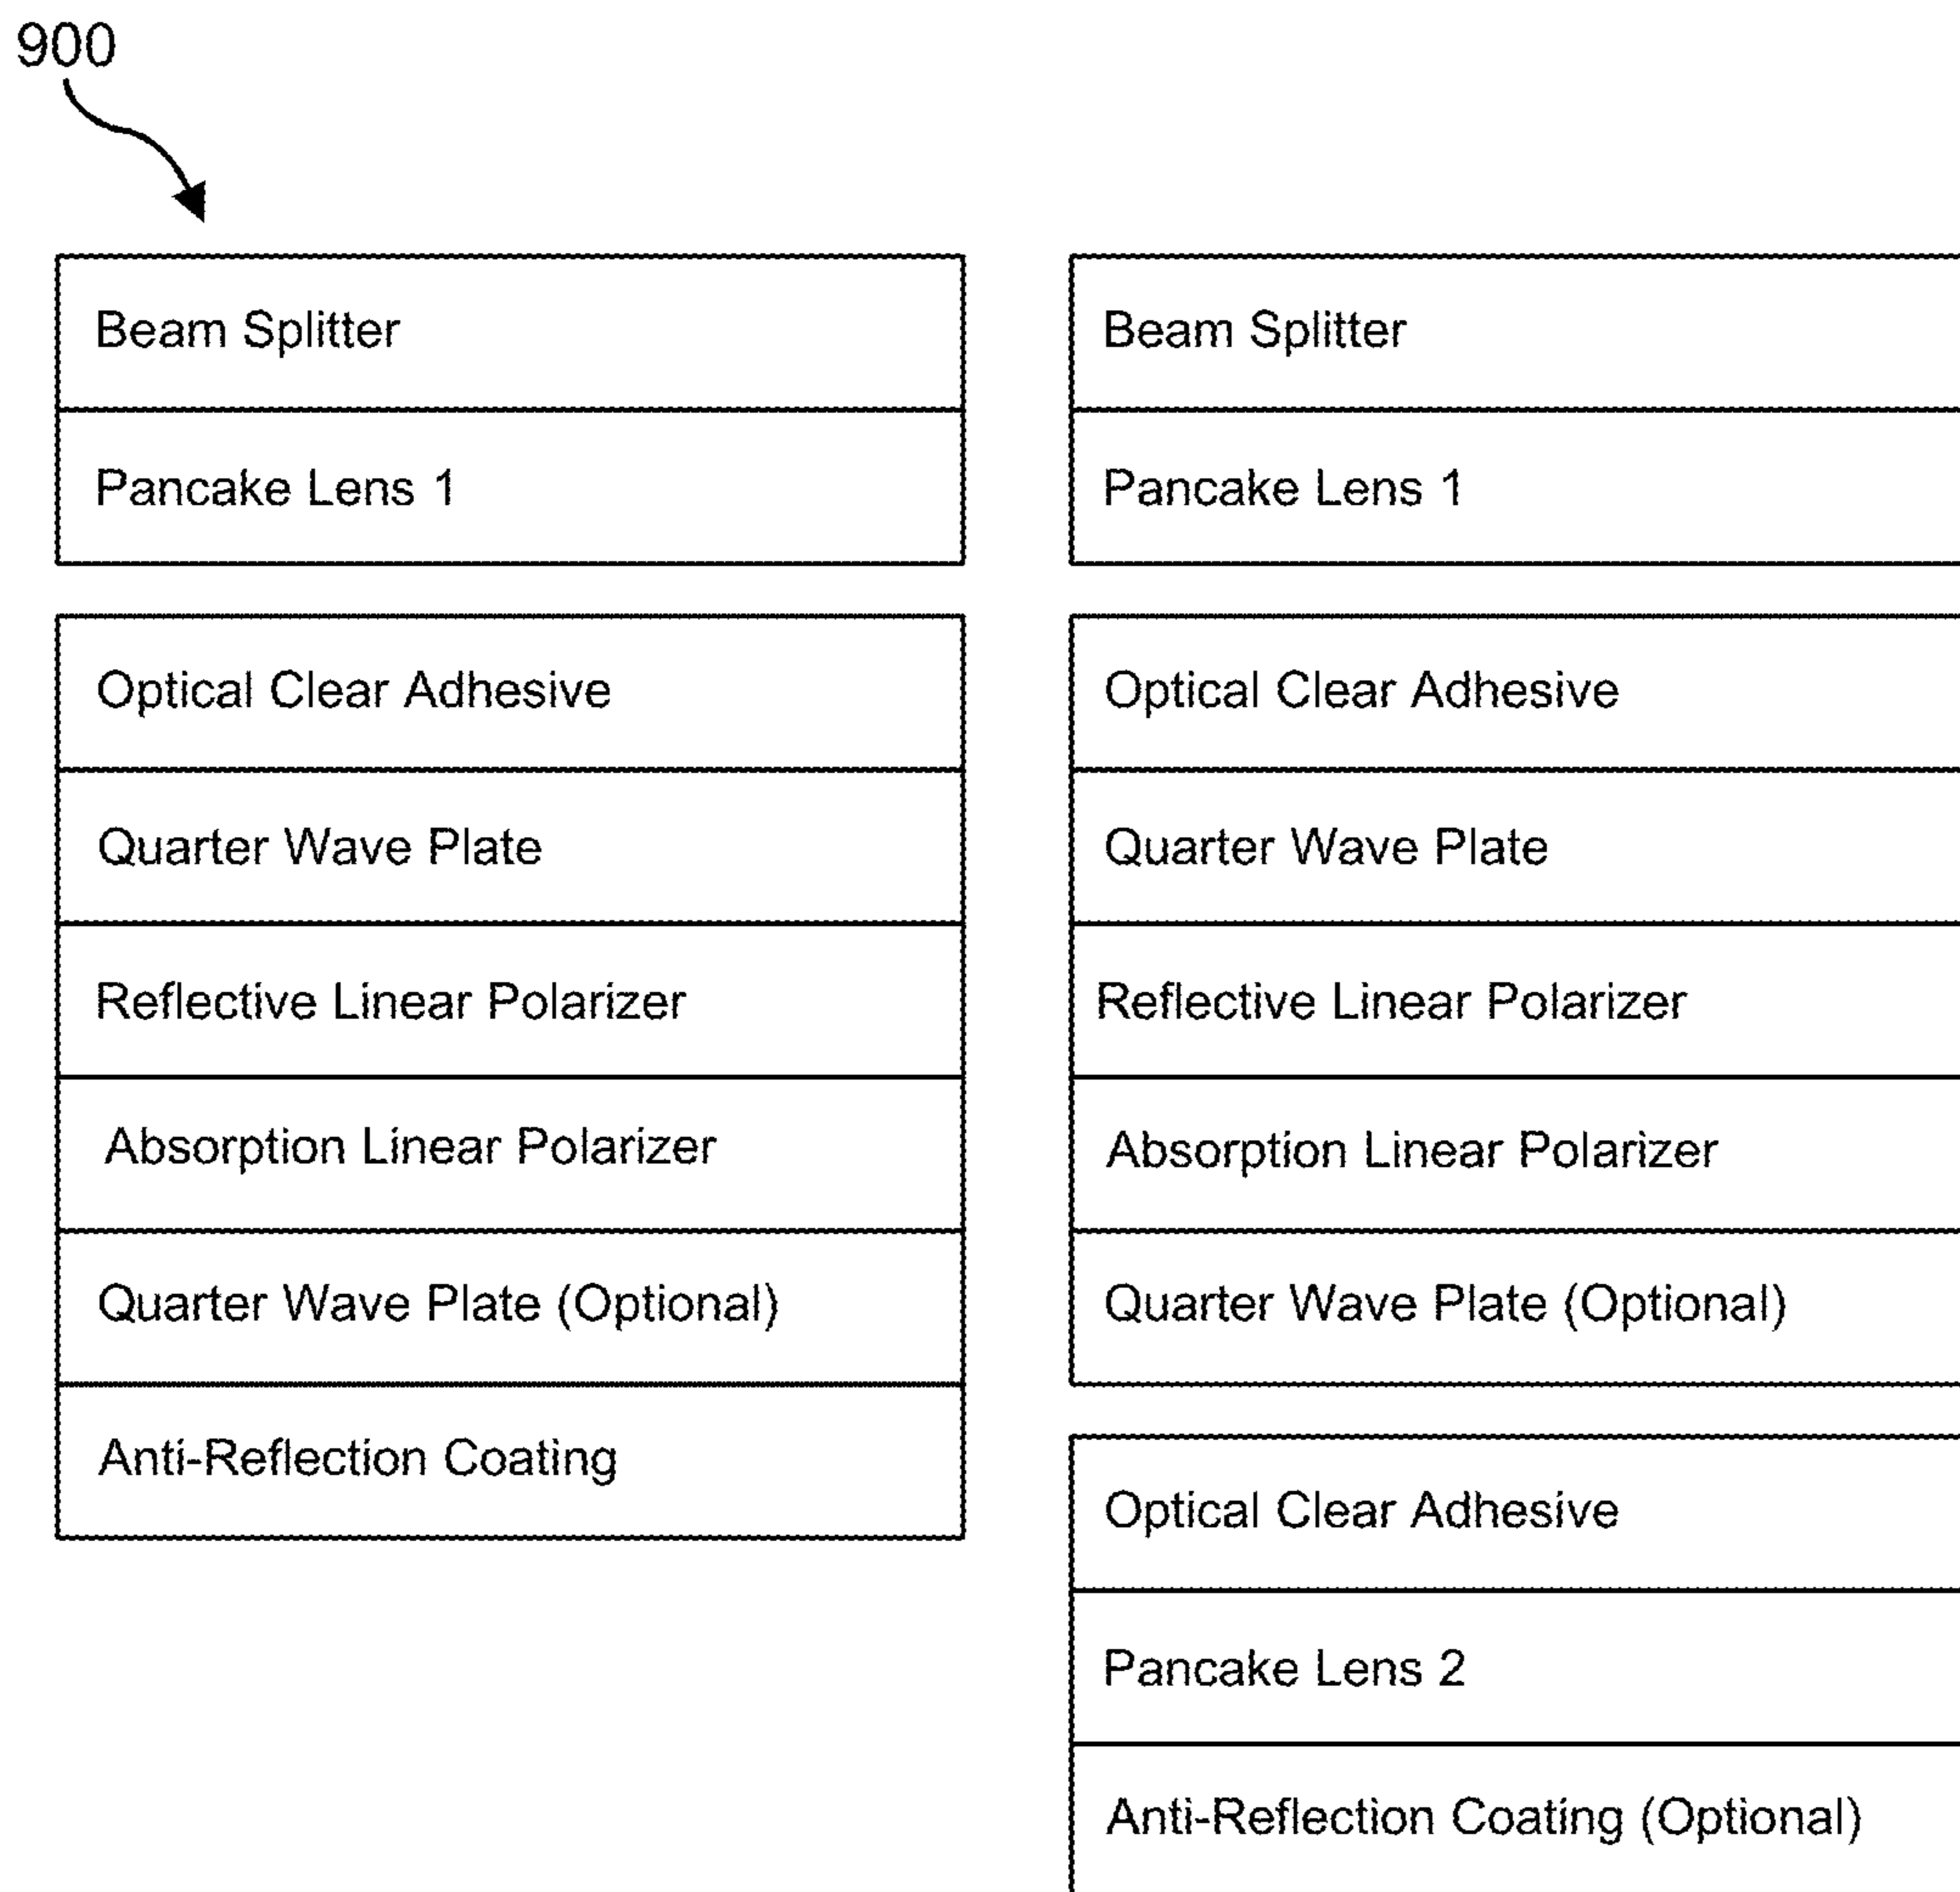 900
Beam Splitter
Pancake Lens 1
Optical Clear Adhesive
Quarter Wave Plate
Reflective Linear Polarizer
Absorption Linear Polarizer
Quarter Wave Plate (Optional)
Anti-Reflection Coating
Beam Splitter
Pancake Lens 1
Optical Clear Adhesive
Quarter Wave Plate
Reflective Linear Polarizer
Absorption Linear Polarizer
Quarter Wave Plate (Optional)
Optical Clear Adhesive
Pancake Lens 2
Anti-Reflection Coating (Optional)